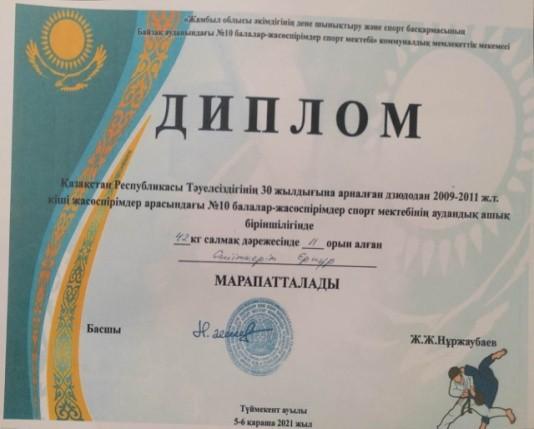 «Жамбыл облысы әкімдігінің дене шынықтыру және спорт басқармасының
Байзақ ауданындағы №10 балалар-жасөспірімдер спорт мектебі» коммуналдық мемлекеттік мекемесі
ДИПЛОМ
Қазақстан Республикасы Тәуелсіздігінің 30 жылдығына арналған дзюдодан 2009-2011 ж.т.
кіші жасөспірімдер арасындағы №10 балалар-жасөспірімдер спорт мектебінің аудандық ашық
біріншілігінде
42 кг салмақ дәрежесінде II орын алған
Ернұр
МАРАПАТТАЛАДЫ
Басшы
Ж.Ж.Нұржаубаев
Түймекент ауылы
5-6 қараша 2021 жыл